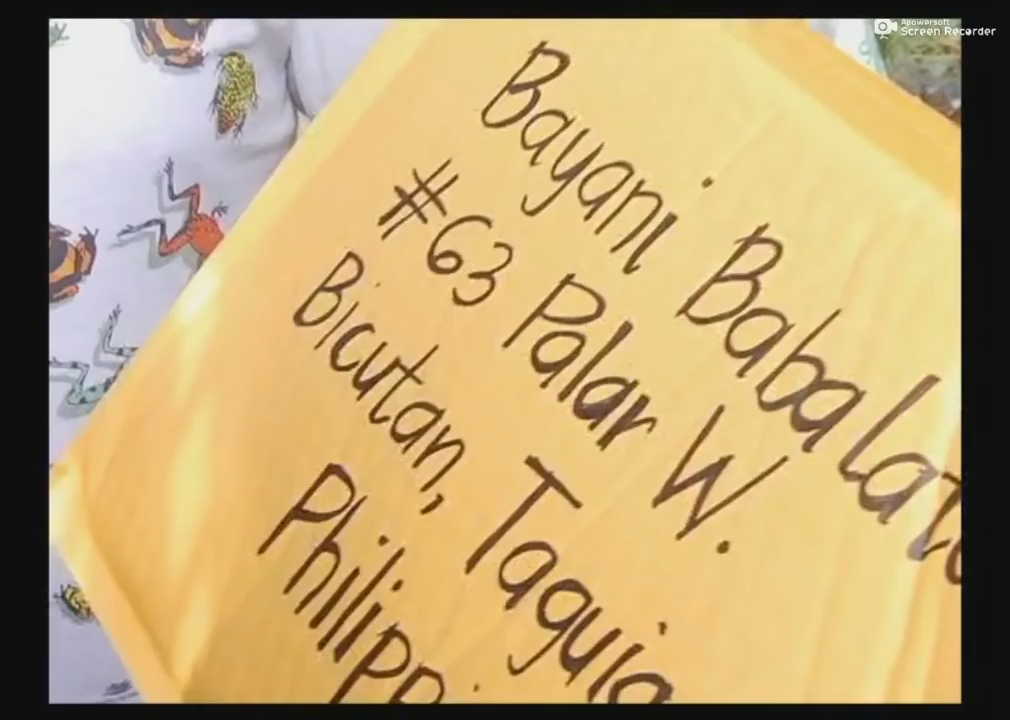 Apowersoft
Screen Recorder
Bayani
#63 Palar W.
Bicutan,